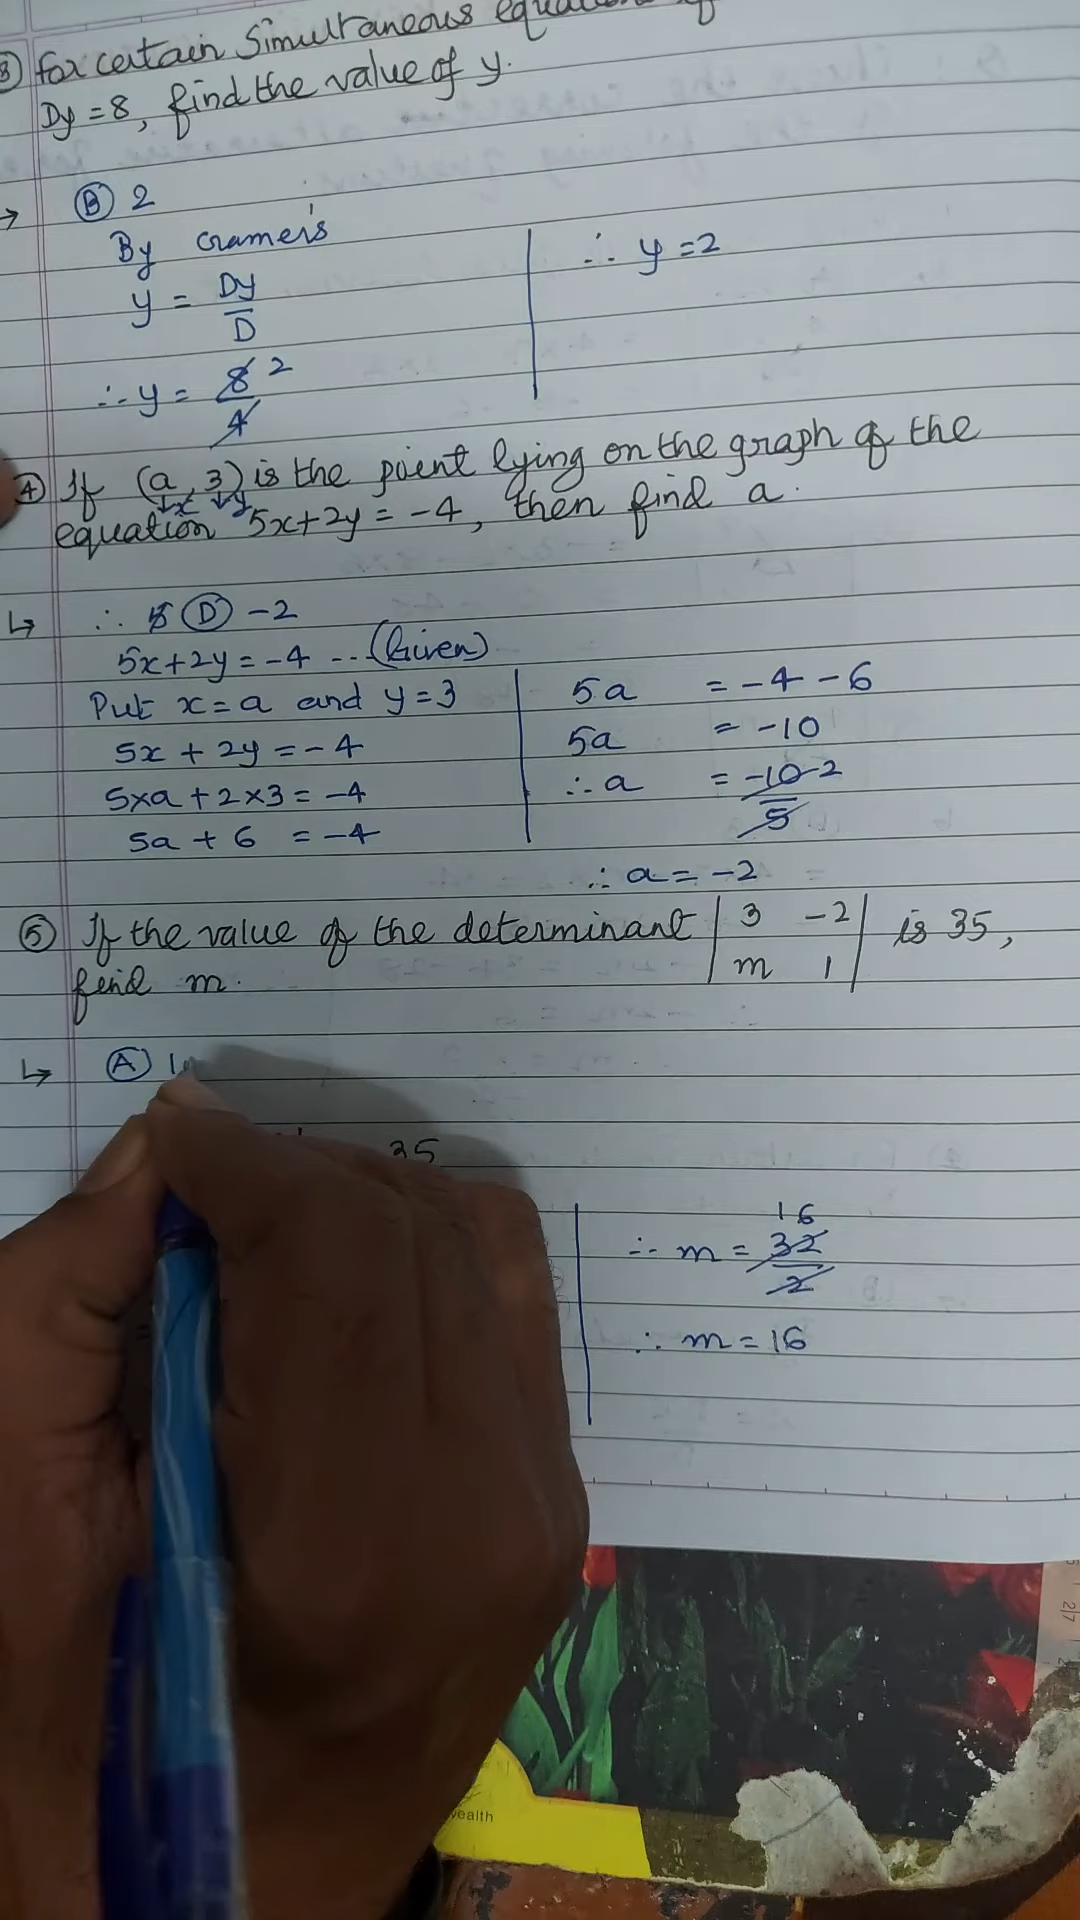 3) for certain Simultaneous
Dy = 8, find the value of y.
→ (B) 2
By cramer's
y = Dy/D
∴ y = 8/4 2
∴ y = 2
4) If (a, 3) is the point lying on the graph of the
↓x ↓y
equation 5x+2y = -4, then find a.
↳ ∴ (D) -2
5x+2y = -4 ... (Given)
Put x = a and y = 3
5x + 2y = -4
5×a + 2×3 = -4
5a + 6 = -4
5a = -4 - 6
5a = -10
∴ a = -10/5 -2
∴ a = -2
5) If the value of the determinant | 3 -2 | is 35,
| m 1 |
find m.
↳ (A)
35
16
∴ m = 32/2
∴ m = 16
wealth
2/7